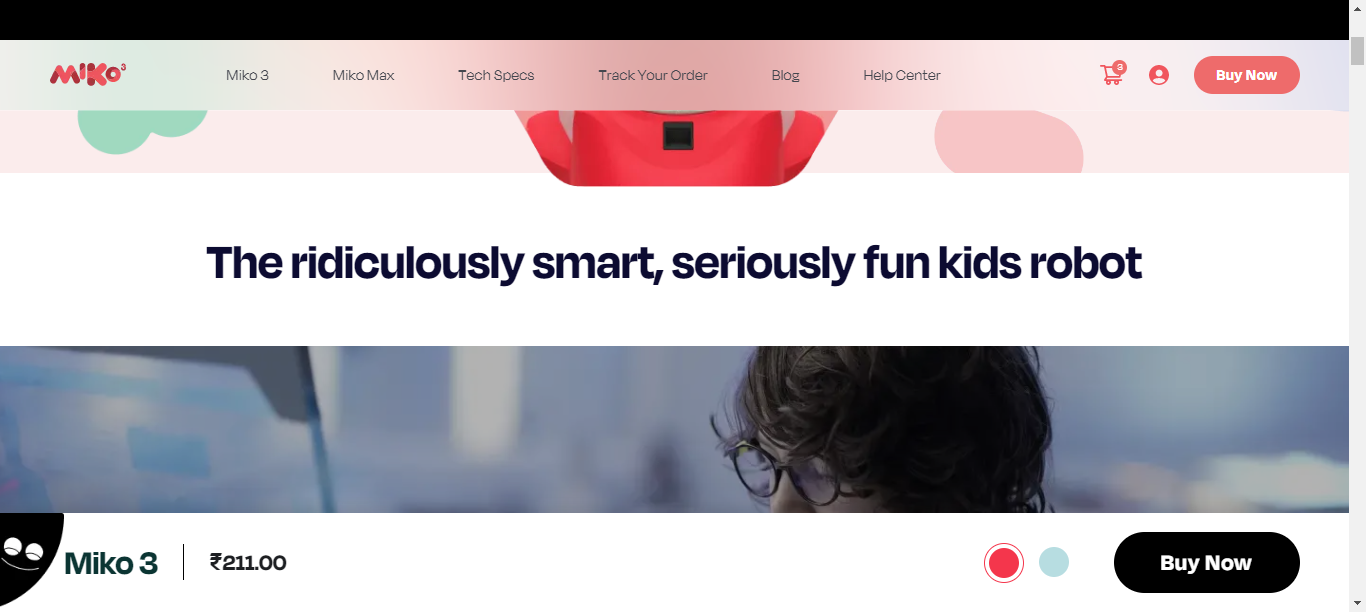 MIKO3
Miko 3
Miko Max
Tech Specs
Track Your Order
Blog
Help Center
3
Buy Now
The ridiculously smart, seriously fun kids robot
Miko 3
₹211.00
Buy Now